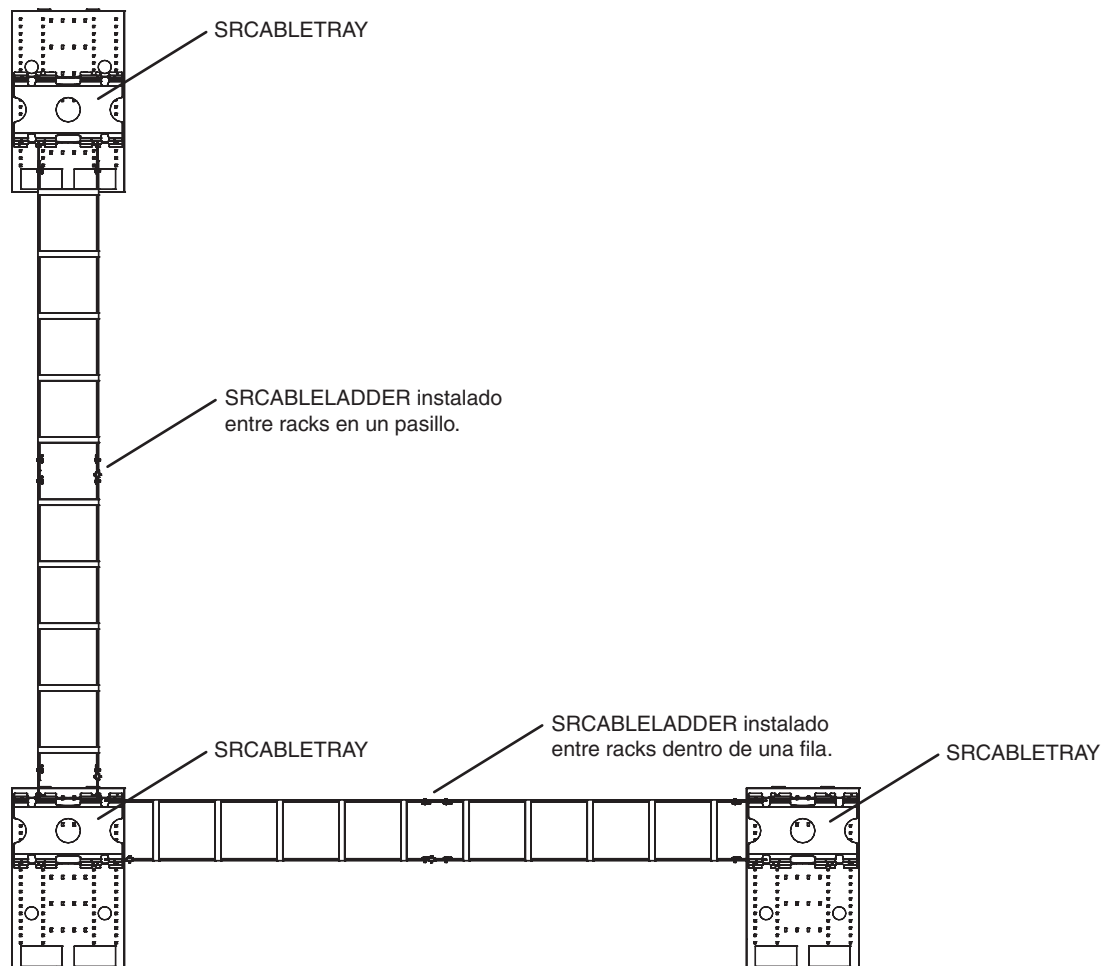 SRCABLETRAY
SRCABLELADDER instalado
entre racks en un pasillo.
SRCABLETRAY
SRCABLELADDER instalado
entre racks dentro de una fila.
SRCABLETRAY